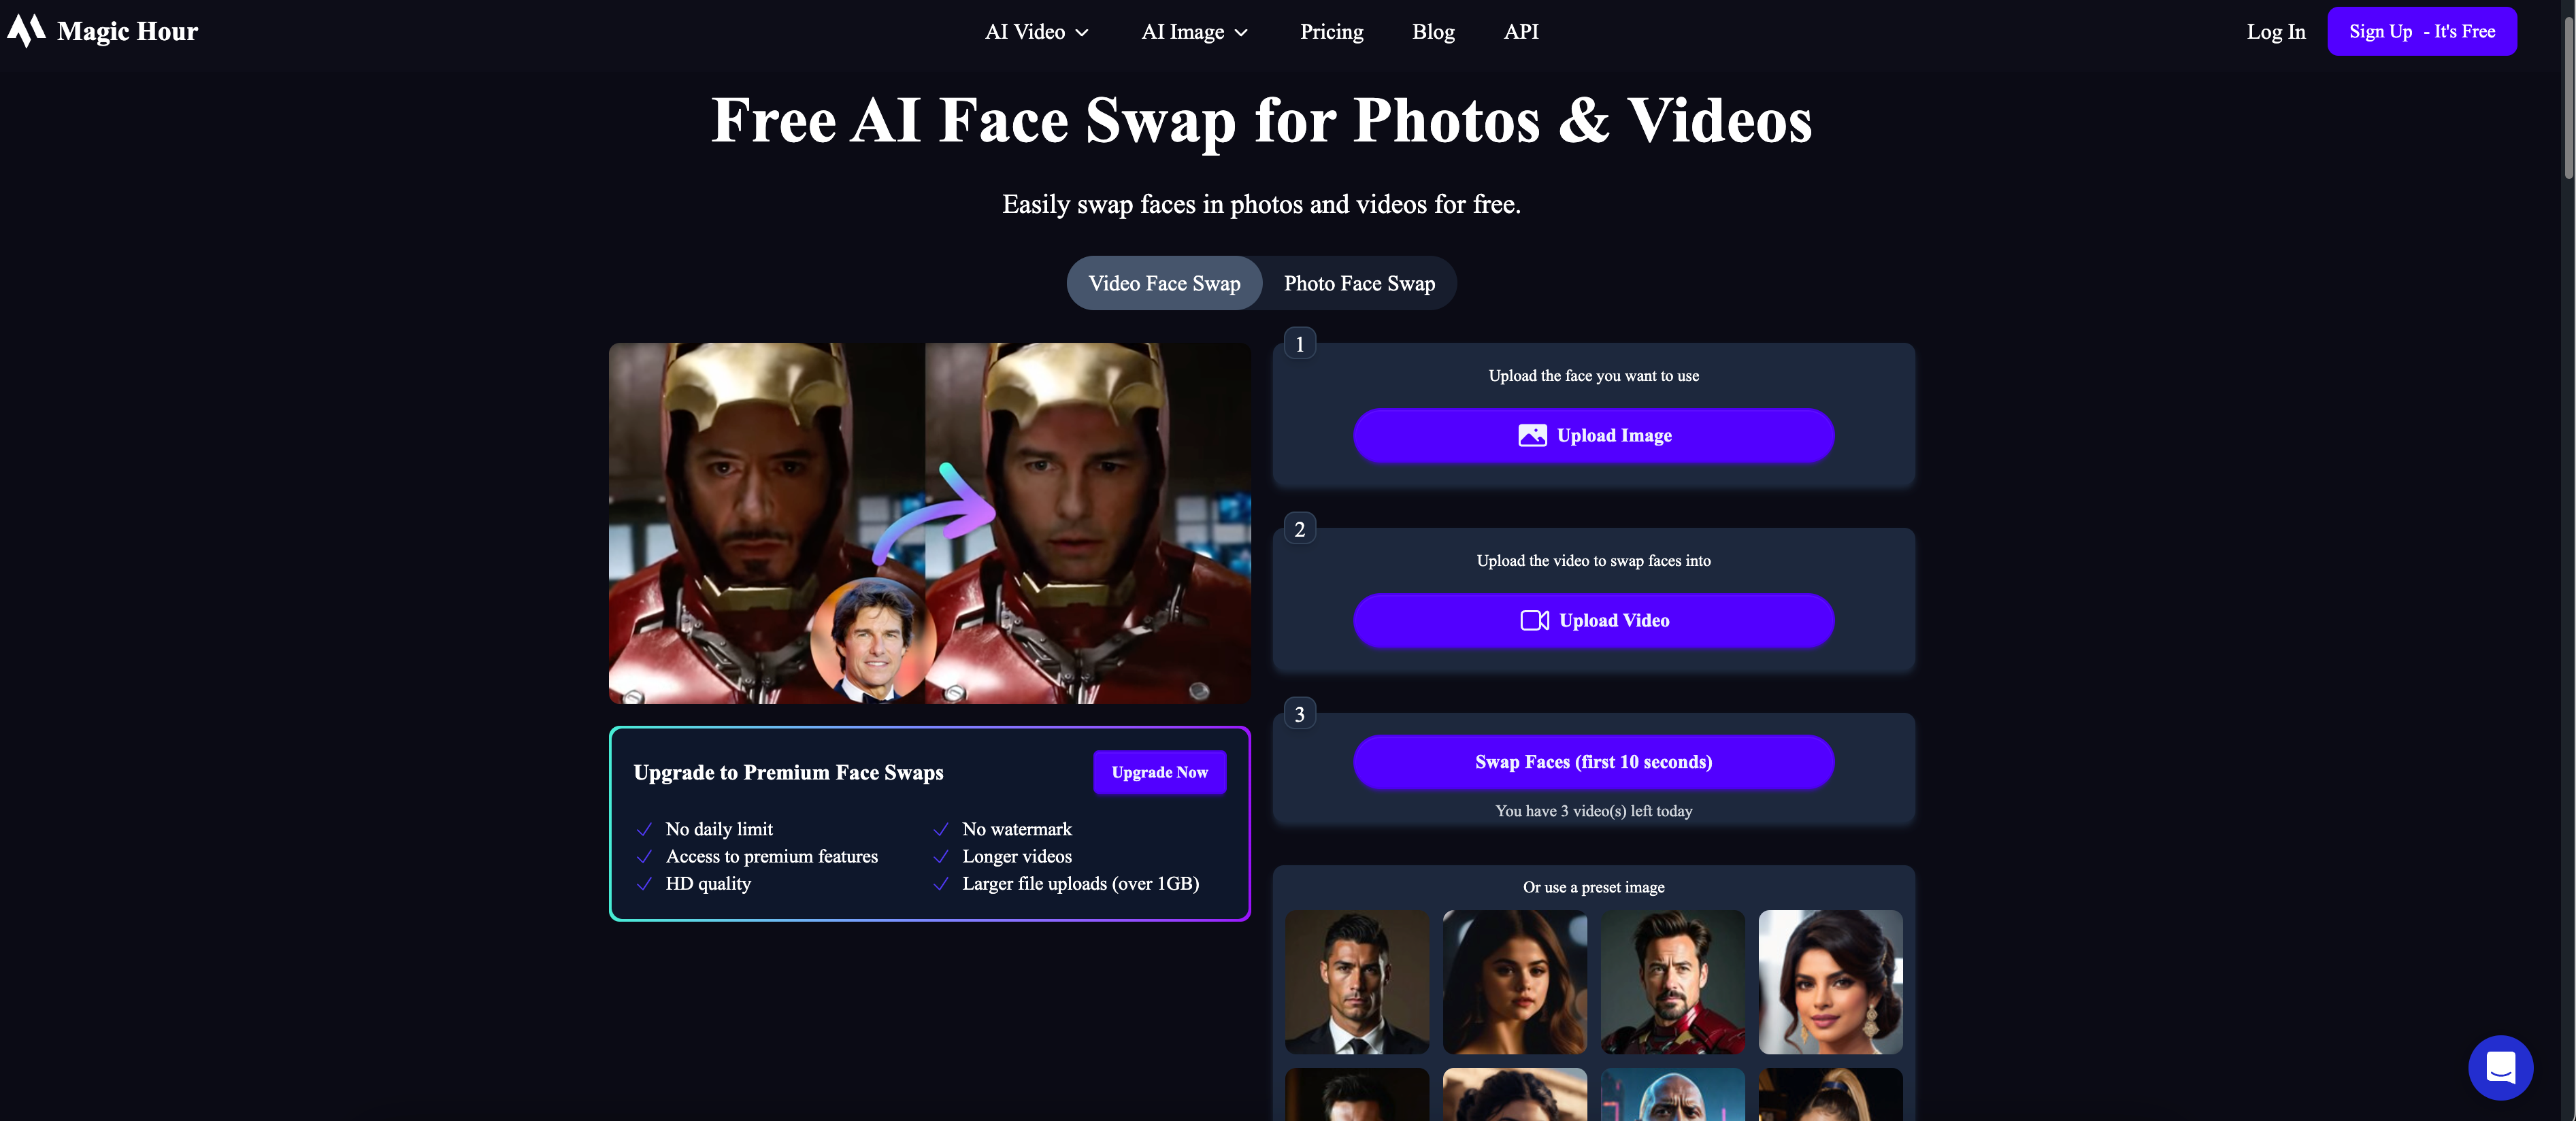 Magic Hour
AI Video
AI Image
Pricing
Blog
API
Log In
Sign Up - It's Free
Free AI Face Swap for Photos & Videos
Easily swap faces in photos and videos for free.
Video Face Swap
Photo Face Swap
1
Upload the face you want to use
Upload Image
2
Upload the video to swap faces into
Upload Video
3
Swap Faces (first 10 seconds)
You have 3 video(s) left today
Upgrade to Premium Face Swaps
Upgrade Now
No daily limit
No watermark
Access to premium features
Longer videos
HD quality
Larger file uploads (over 1GB)
Or use a preset image